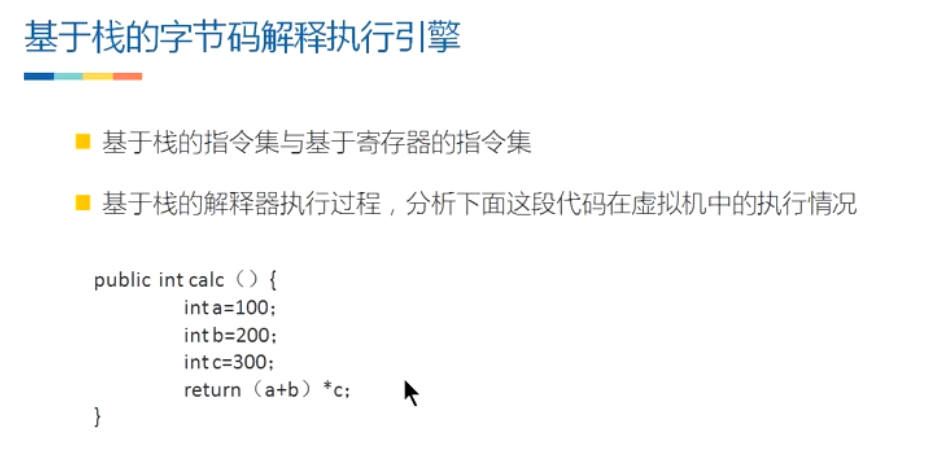 基于栈的字节码解释执行引擎
基于栈的指令集与基于寄存器的指令集
基于栈的解释器执行过程，分析下面这段代码在虚拟机中的执行情况
public int calc（）{
int a=100；
int b=200；
int c=300；
return（a+b）*c；
}